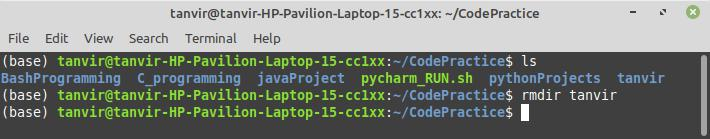 tanvir@tanvir-HP-Pavilion-Laptop-15-cc1xx: ~/CodePractice
File Edit View Search Terminal Help
(base) tanvir@tanvir-HP-Pavilion-Laptop-15-cc1xx:~/CodePractice$ ls
BashProgramming C_programming javaProject pycharm_RUN.sh pythonProjects tanvir
(base) tanvir@tanvir-HP-Pavilion-Laptop-15-cc1xx:~/CodePractice$ rmdir tanvir
(base) tanvir@tanvir-HP-Pavilion-Laptop-15-cc1xx:~/CodePractice$